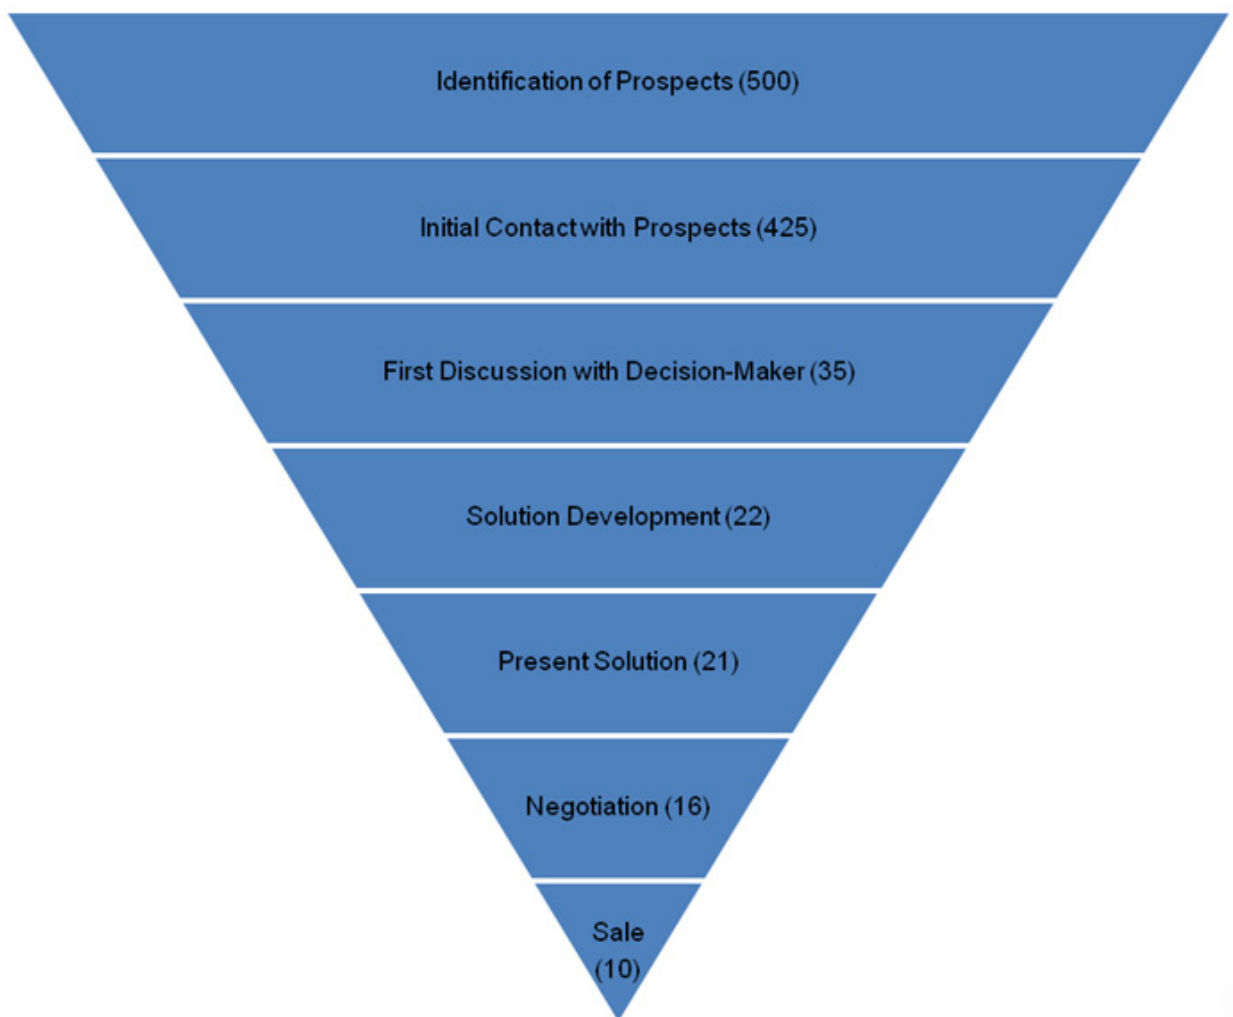 Identification of Prospects (500)
Initial Contact with Prospects (425)
First Discussion with Decision-Maker (35)
Solution Development (22)
Present Solution (21)
Negotiation (16)
Sale
(10)